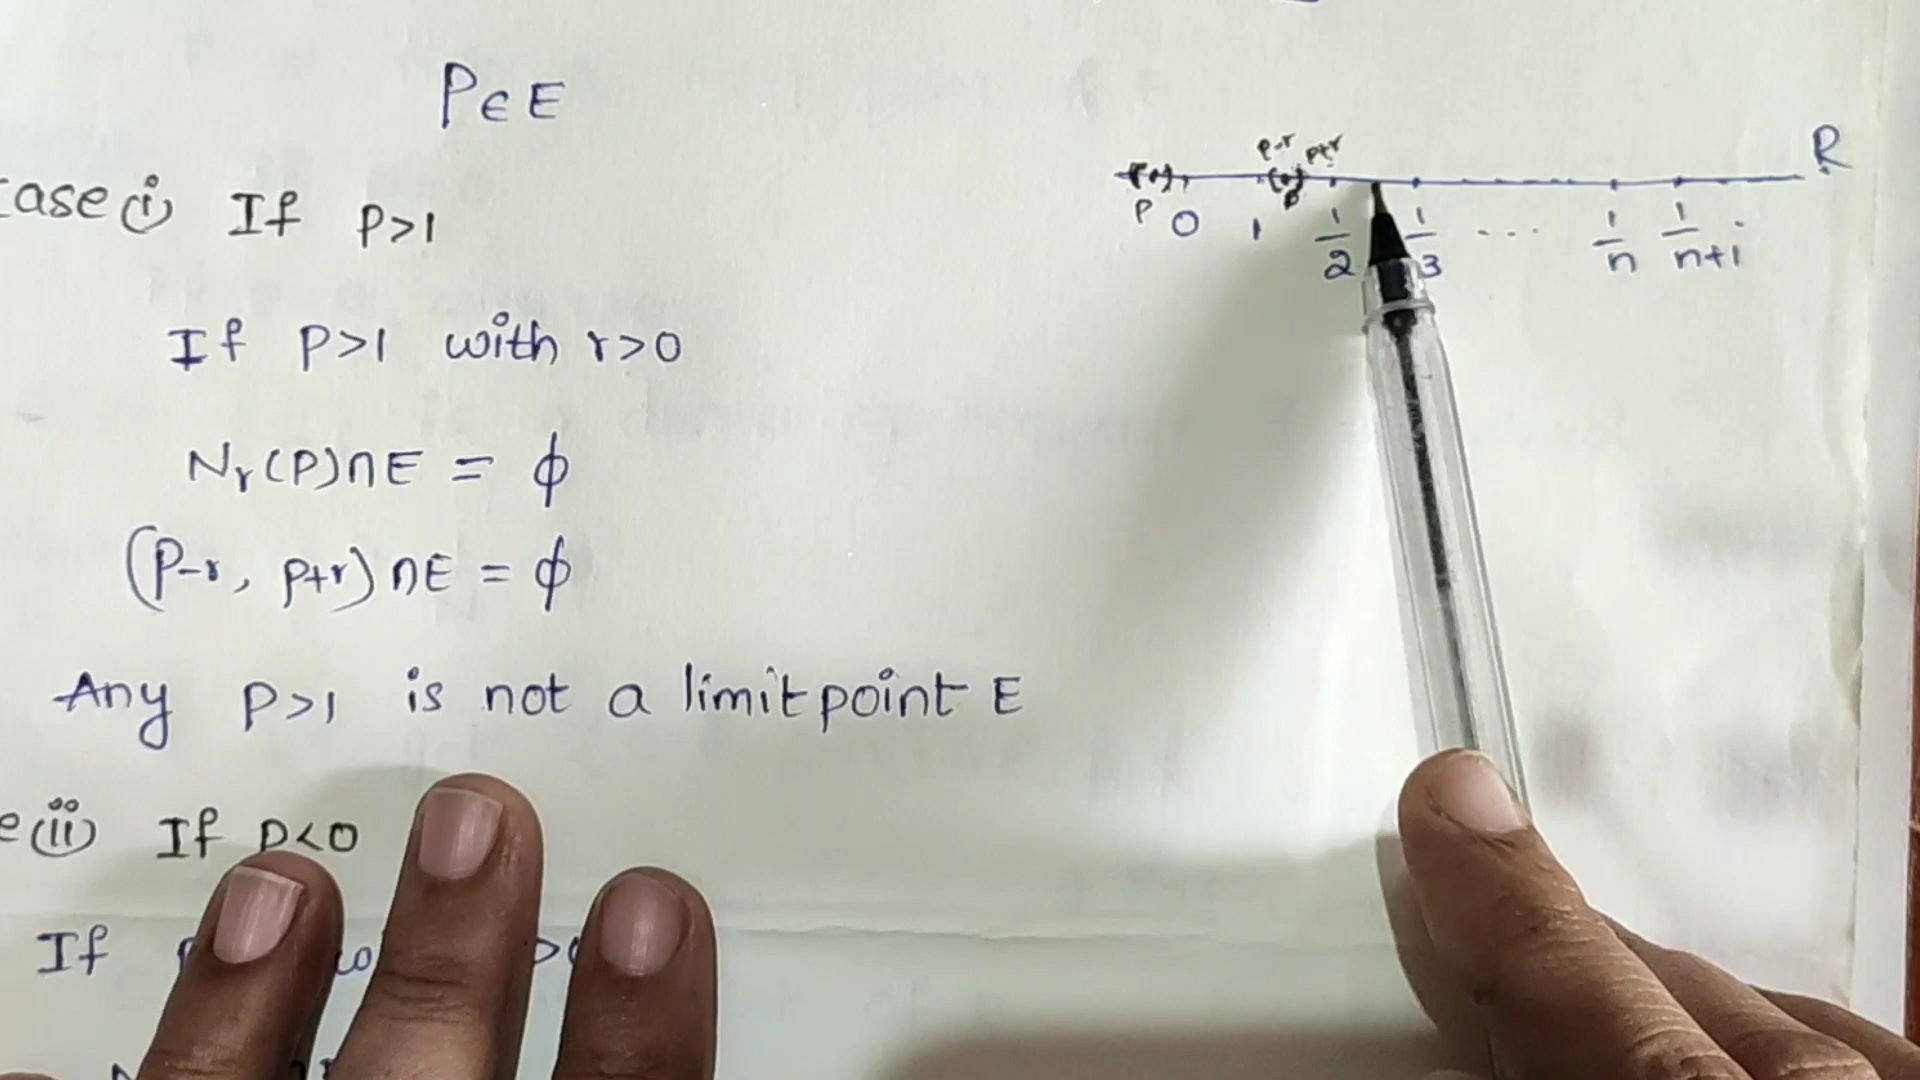 P∈E
case (i) If P>1
If P>1 with r>0
Nr(P)∩E = ϕ
(P-r, P+r)∩E = ϕ
Any P>1 is not a limit point E
(ii) If P<0
If
P-r P+r R
P 0 1 P 1/2 1/3 ... 1/n 1/n+1 .